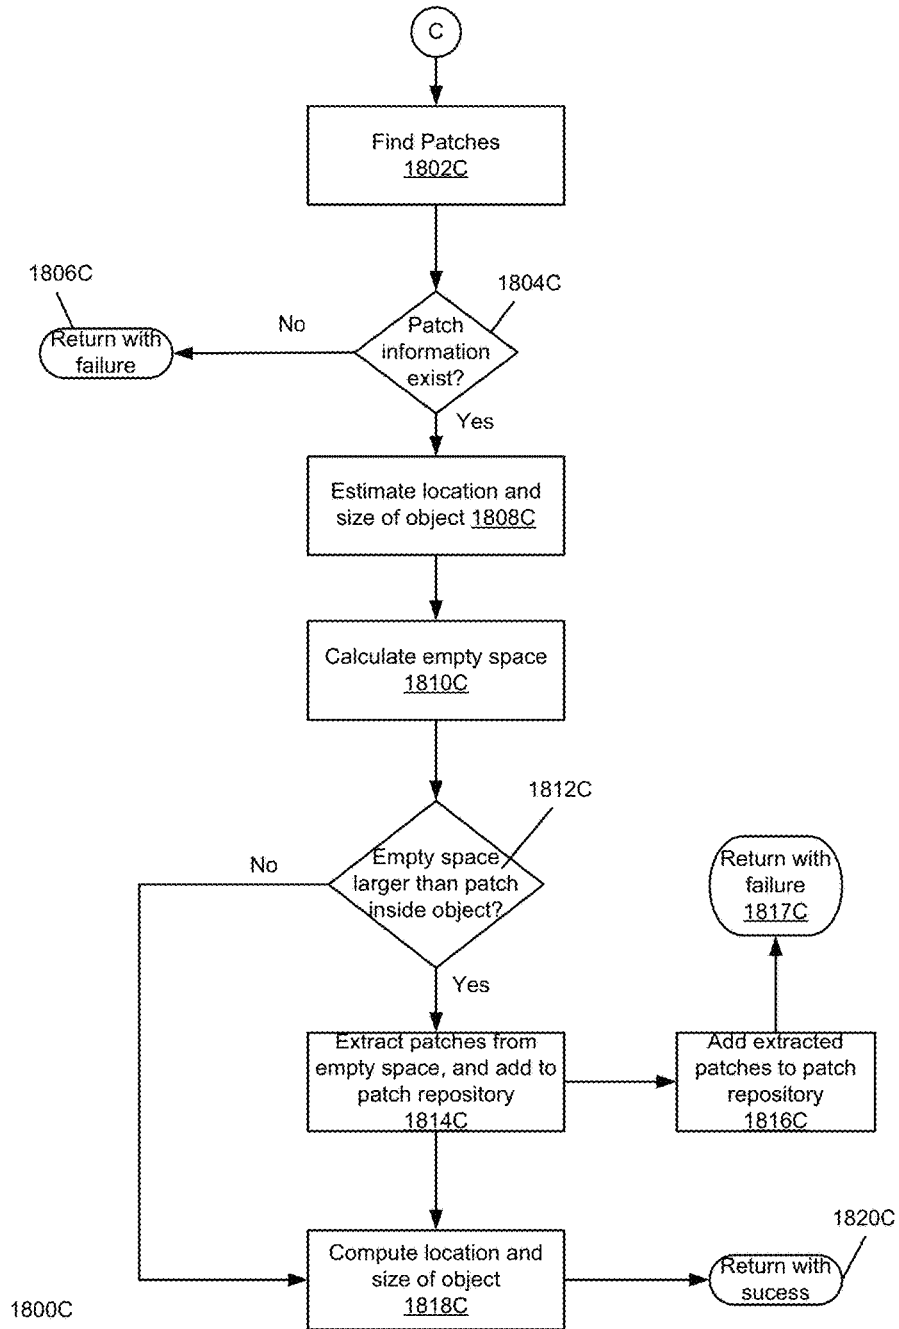 C
Find Patches
1802C
1806C
1804C
No
Return with
failure
Patch
information
exist?
Yes
Estimate location and
size of object 1808C
Calculate empty space
1810C
1812C
No
Empty space
larger than patch
inside object?
Return with
failure
1817C
Yes
Extract patches from
empty space, and add to
patch repository
1814C
Add extracted
patches to patch
repository
1816C
1820C
Compute location and
size of object
1818C
Return with
sucess
1800C